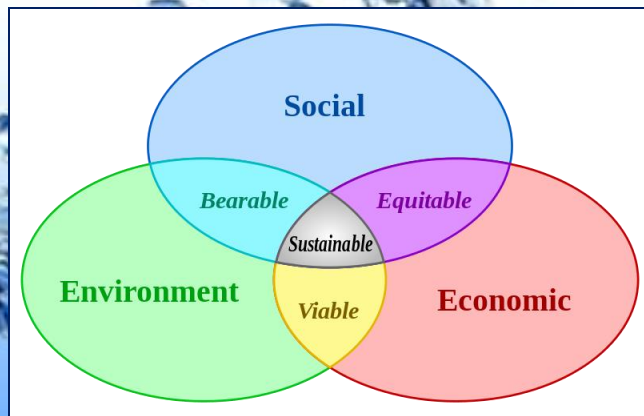 Social
Bearable
Equitable
Sustainable
Environment
Economic
Viable